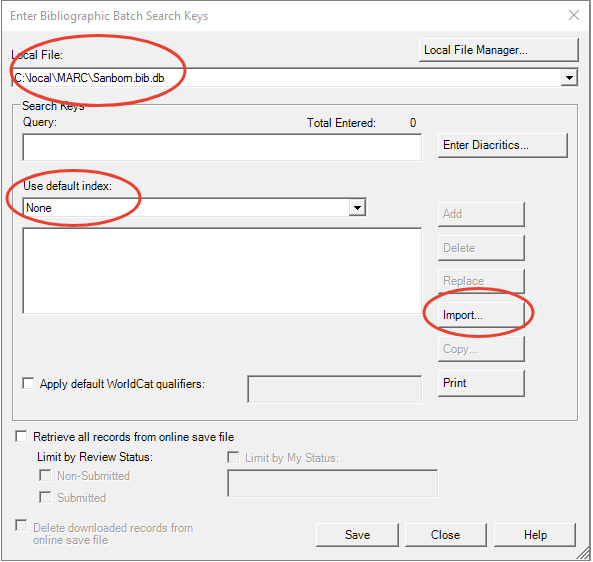 Enter Bibliographic Batch Search Keys
Local File:
Local File Manager...
C:\local\MARC\Sanborn.bib.db
Search Keys
Query:
Total Entered: 0
Enter Diacritics...
Use default index:
None
Add
Delete
Replace
Import...
Copy...
Apply default WorldCat qualifiers:
Print
Retrieve all records from online save file
Limit by Review Status:
Limit by My Status:
Non-Submitted
Submitted
Delete downloaded records from
online save file
Save
Close
Help